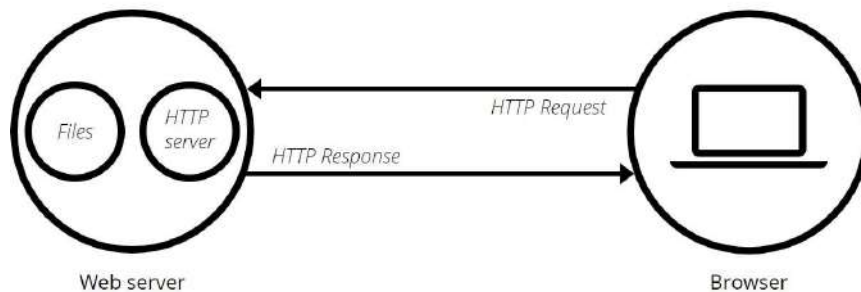 Files
HTTP
server
HTTP Request
HTTP Response
Web server
Browser